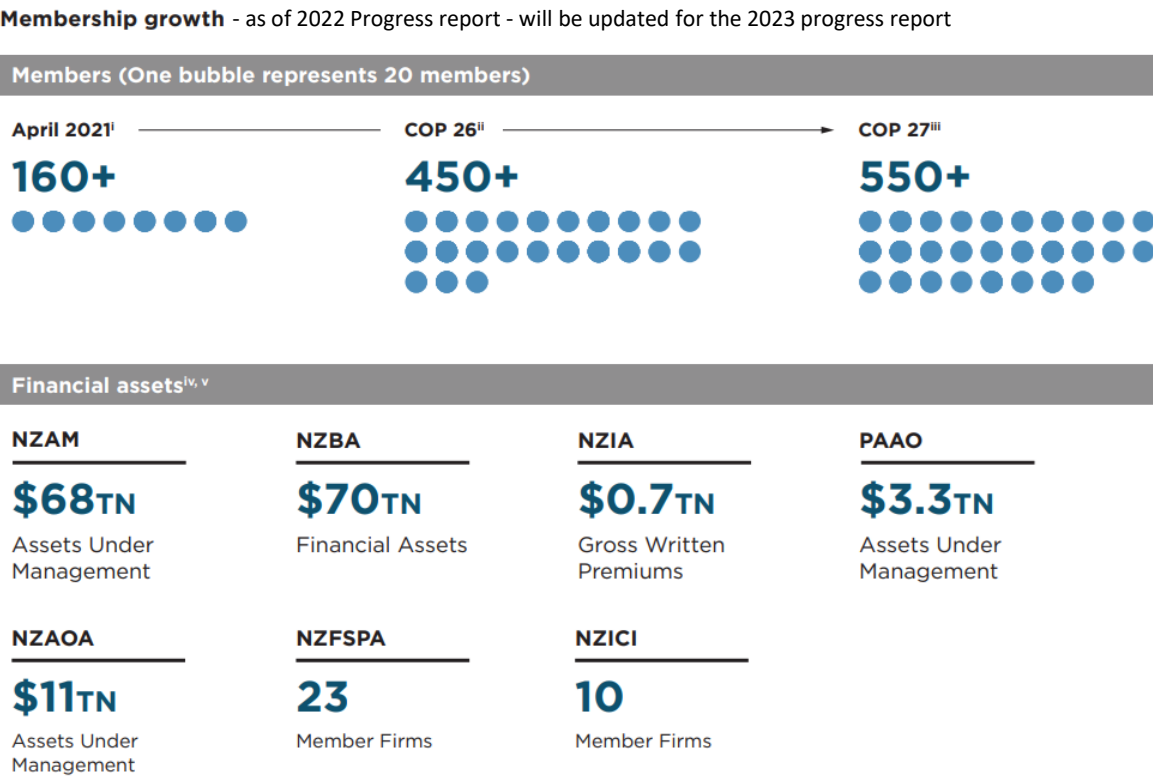 Membership growth - as of 2022 Progress report - will be updated for the 2023 progress report
Members (One bubble represents 20 members)
April 2021i COP 26ii COP 27iii
160+ 450+ 550+
Financial assetsiv, v
NZAM NZBA NZIA PAAO
$68TN $70TN $0.7TN $3.3TN
Assets Under Financial Assets Gross Written Assets Under
Management Premiums Management
NZAOA NZFSPA NZICI
$11TN 23 10
Assets Under Member Firms Member Firms
Management